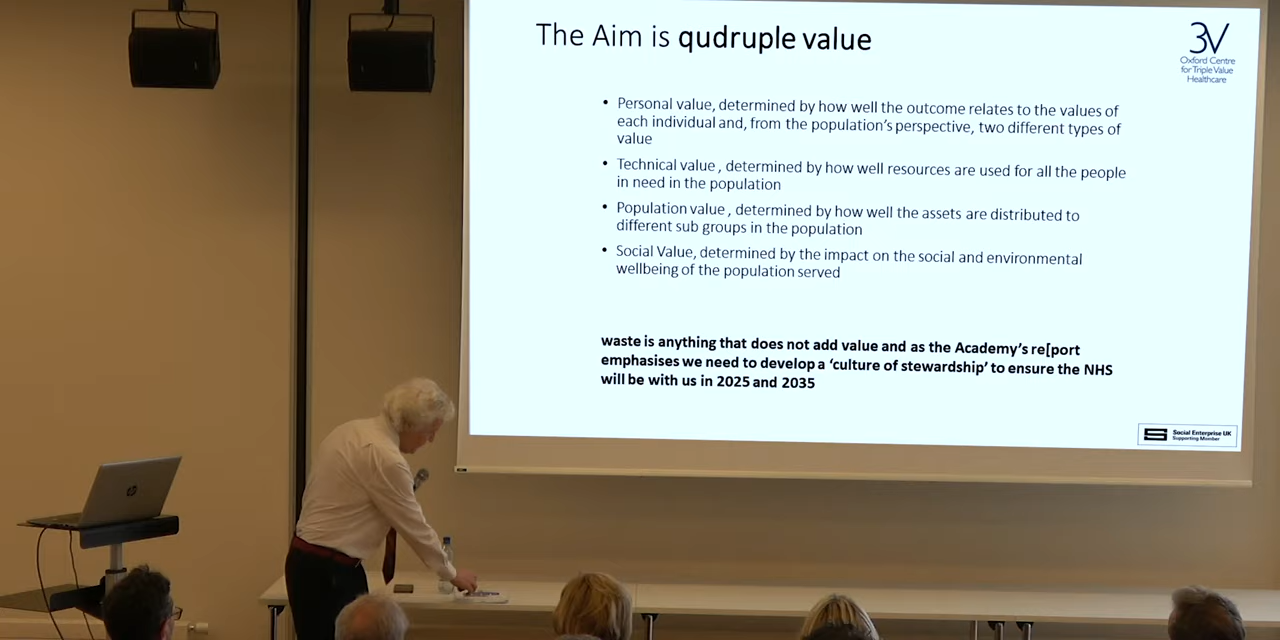 The Aim is qudruple value
3V
Oxford Centre
for Triple Value
Healthcare
• Personal value, determined by how well the outcome relates to the values of
each individual and, from the population's perspective, two different types of
value
• Technical value , determined by how well resources are used for all the people
in need in the population
• Population value , determined by how well the assets are distributed to
different sub groups in the population
• Social Value, determined by the impact on the social and environmental
wellbeing of the population served
waste is anything that does not add value and as the Academy's re[port
emphasises we need to develop a ‘culture of stewardship’ to ensure the NHS
will be with us in 2025 and 2035
Social Enterprise UK
Supporting Member
hp